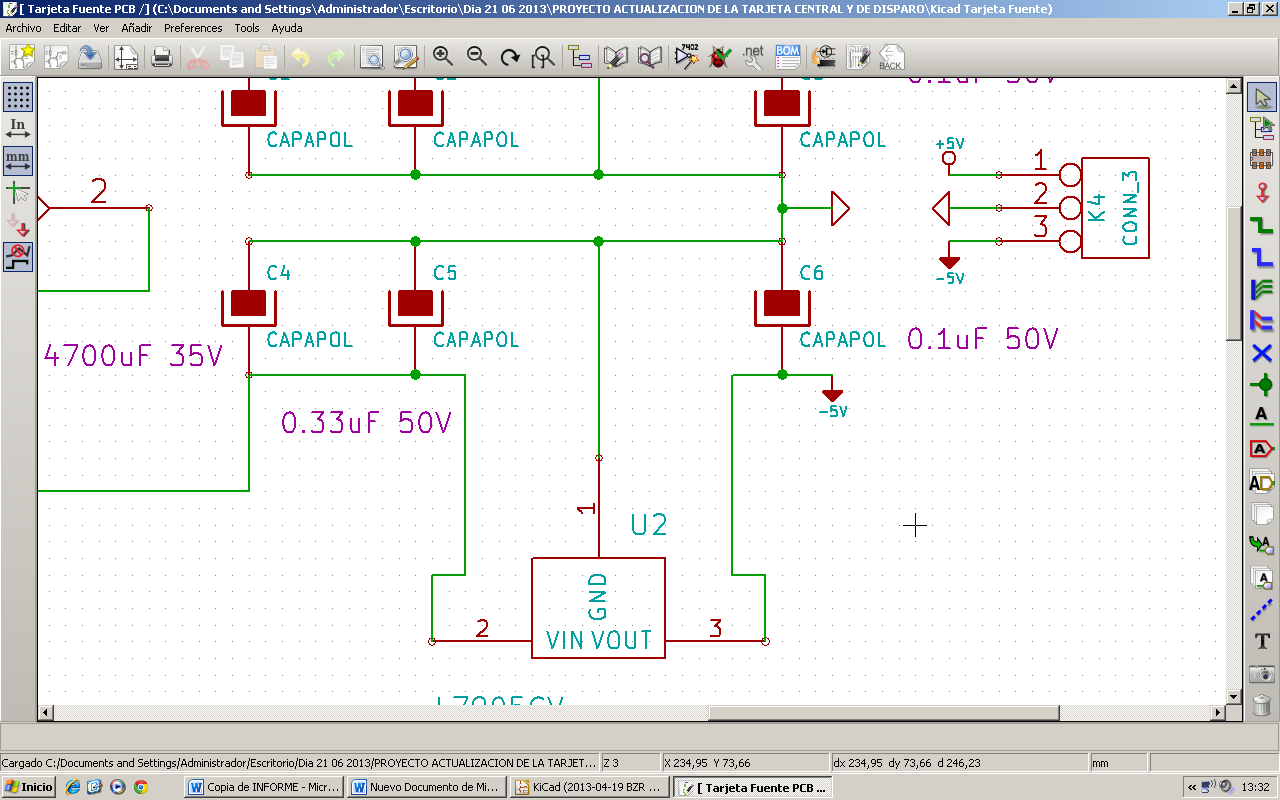 [ Tarjeta Fuente PCB /] (C:\Documents and Settings\Administrador\Escritorio\Dia 21 06 2013\PROYECTO ACTUALIZACION DE LA TARJETA CENTRAL Y DE DISPARO\Kicad Tarjeta Fuente)
Archivo Editar Ver Añadir Preferences Tools Ayuda
7402
.net
BOM
BACK
In
mm
0.1uF 50V
CAPAPOL
CAPAPOL
CAPAPOL
+5V
1
2
3
K4
CONN_3
-5V
2
C4
C5
C6
CAPAPOL
CAPAPOL
CAPAPOL
0.1uF 50V
4700uF 35V
0.33uF 50V
-5V
1
U2
GND
2
VIN VOUT
3
A
A
A
A
A
T
Cargado C:/Documents and Settings/Administrador/Escritorio/Dia 21 06 2013/PROYECTO ACTUALIZACION DE LA TARJET...
Z 3
X 234,95 Y 73,66
dx 234,95 dy 73,66 d 246,23
mm
Inicio
Copia de INFORME - Micr...
Nuevo Documento de Mi...
KiCad (2013-04-19 BZR ...
[ Tarjeta Fuente PCB ...
13:32